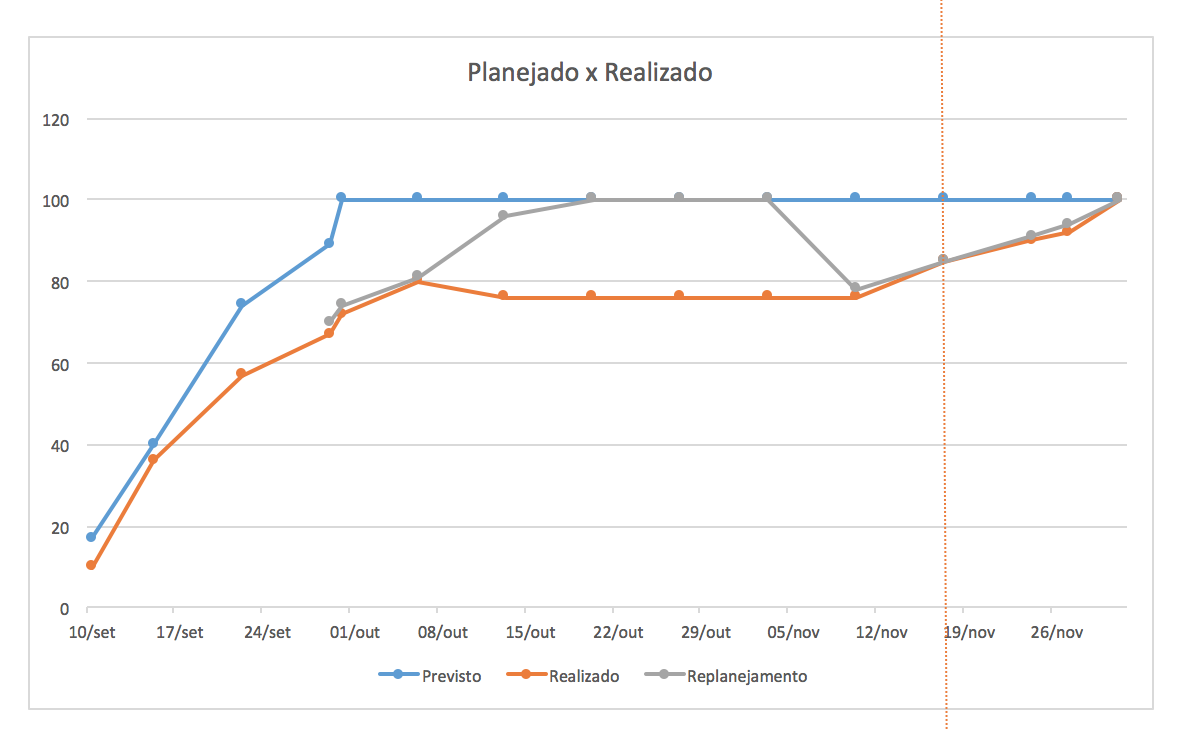 Planejado x Realizado
120
100
80
60
40
20
0
10/set 17/set 24/set 01/out 08/out 15/out 22/out 29/out 05/nov 12/nov 19/nov 26/nov
Previsto Realizado Replanejamento